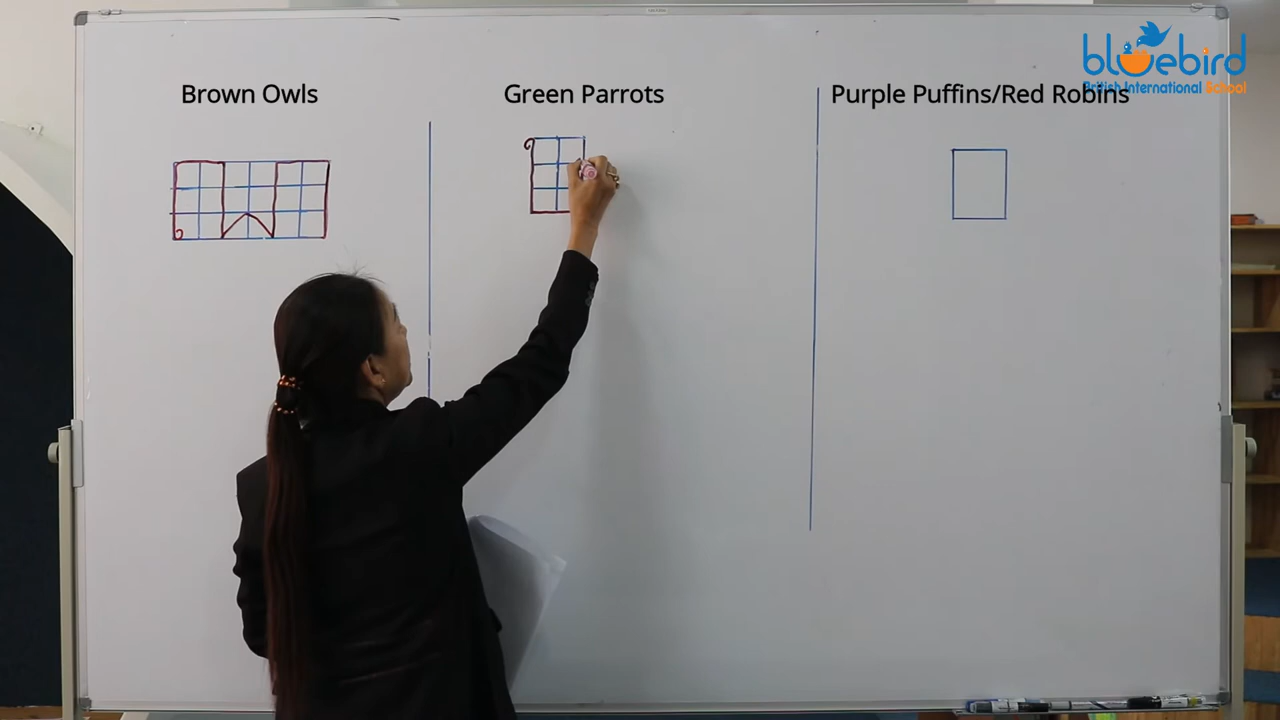 bluebird
British International School
Brown Owls
Green Parrots
Purple Puffins/Red Robins